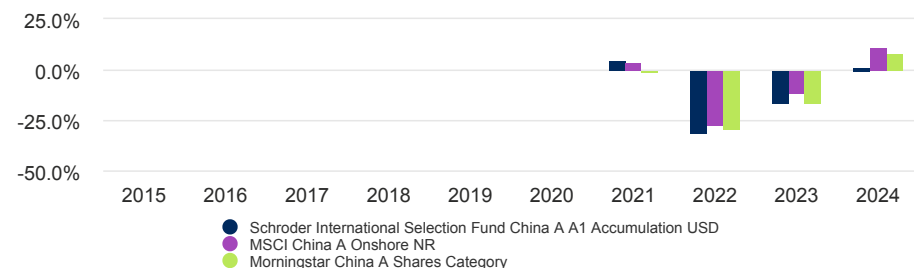 25.0%
0.0%
-25.0%
-50.0%
2015 2016 2017 2018 2019 2020 2021 2022 2023 2024
Schroder International Selection Fund China A A1 Accumulation USD
MSCI China A Onshore NR
Morningstar China A Shares Category